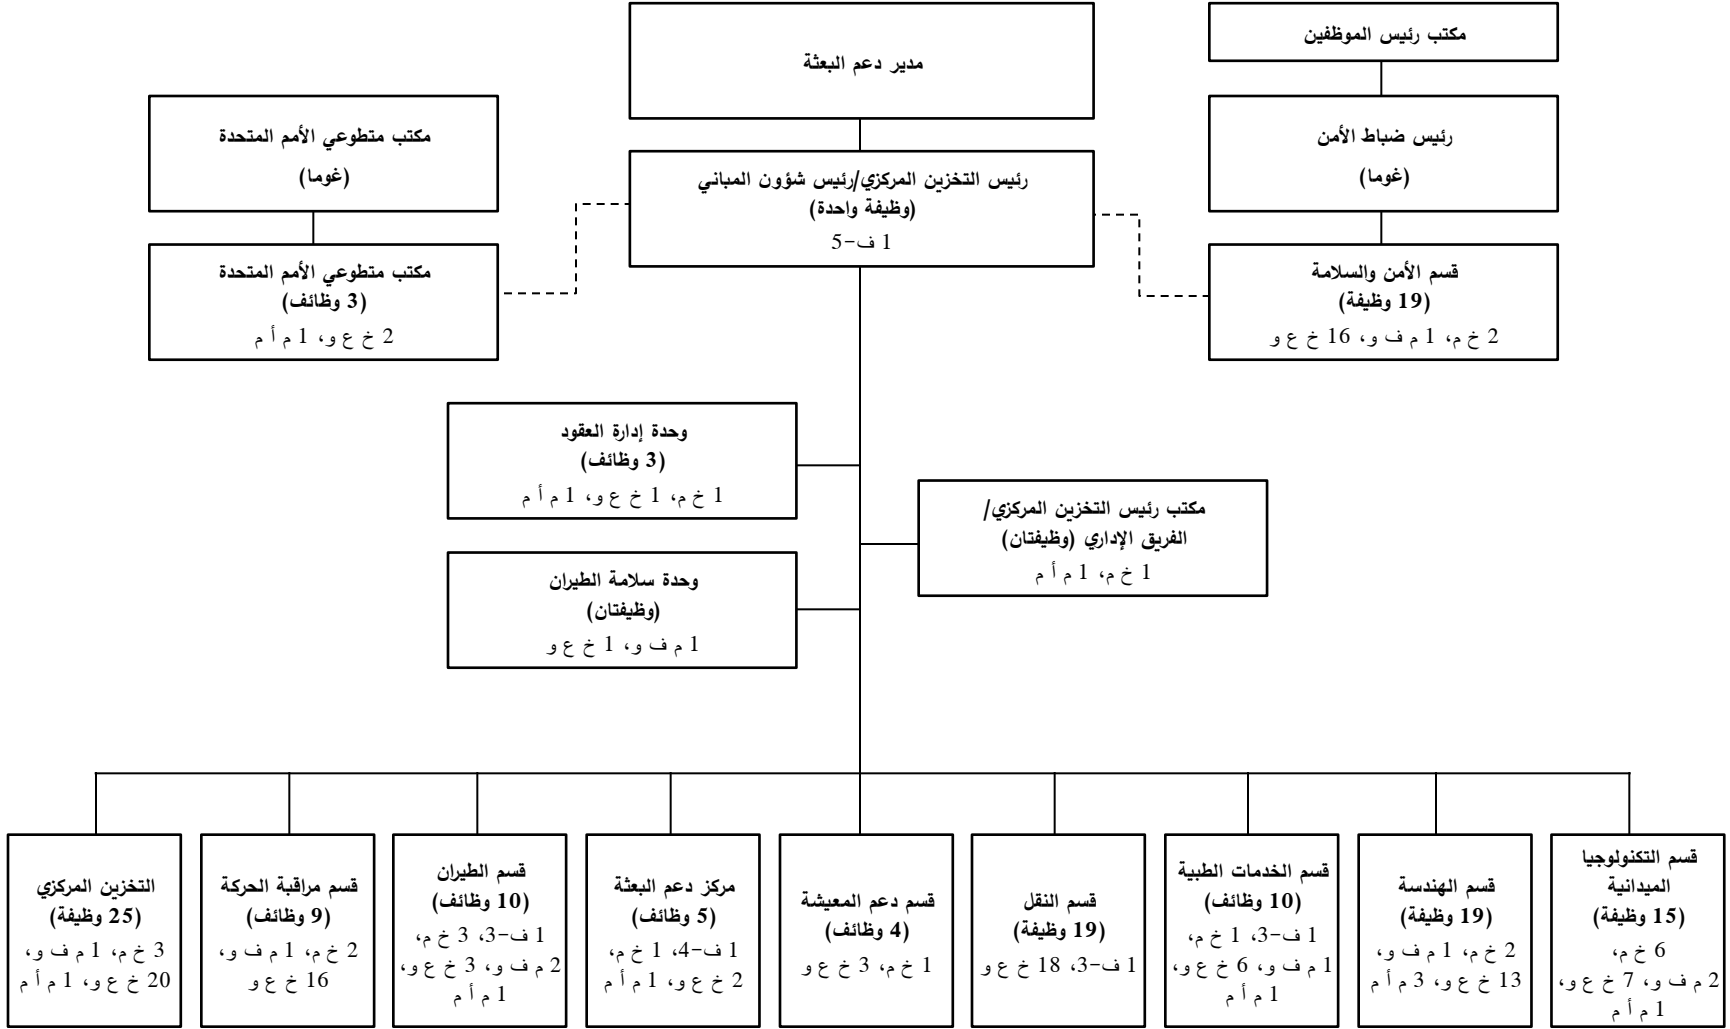 مدير دعم البعثة
مكتب رئيس الموظفين
رئيس ضباط الأمن
(غوما)
مكتب متطوعي الأمم المتحدة
(غوما)
رئيس التخزين المركزي/رئيس شؤون المباني
(وظيفة واحدة)
1 ف-5
قسم الأمن والسلامة
(19 وظيفة)
2 خ م، 1 م ف و، 16 خ ع و
مكتب متطوعي الأمم المتحدة
(3 وظائف)
2 خ ع و، 1 م أ م
وحدة إدارة العقود
(3 وظائف)
1 خ م، 1 خ ع و، 1 م أ م
مكتب رئيس التخزين المركزي/
الفريق الإداري (وظيفتان)
1 خ م، 1 م أ م
وحدة سلامة الطيران
(وظيفتان)
1 م ف و، 1 خ ع و
قسم التكنولوجيا
الميدانية
(15 وظيفة)
6 خ م،
2 م ف و، 7 خ ع و،
1 م أ م
قسم الهندسة
(19 وظيفة)
2 خ م، 1 م ف و،
13 خ ع و، 3 م أ م
قسم الخدمات الطبية
(10 وظائف)
1 ف-3، 1 خ م،
1 م ف و، 6 خ ع و،
1 م أ م
قسم النقل
(19 وظيفة)
1 ف-3، 18 خ ع و
قسم دعم المعيشة
(4 وظائف)
1 خ م، 3 خ ع و
مركز دعم البعثة
(5 وظائف)
1 ف-4، 1 خ م،
2 خ ع و، 1 م أ م
قسم الطيران
(10 وظائف)
1 ف-3، 3 خ م،
2 م ف و، 3 خ ع و،
1 م أ م
قسم مراقبة الحركة
(9 وظائف)
2 خ م، 1 م ف و،
16 خ ع و
التخزين المركزي
(25 وظيفة)
3 خ م، 1 م ف و،
20 خ ع و، 1 م أ م